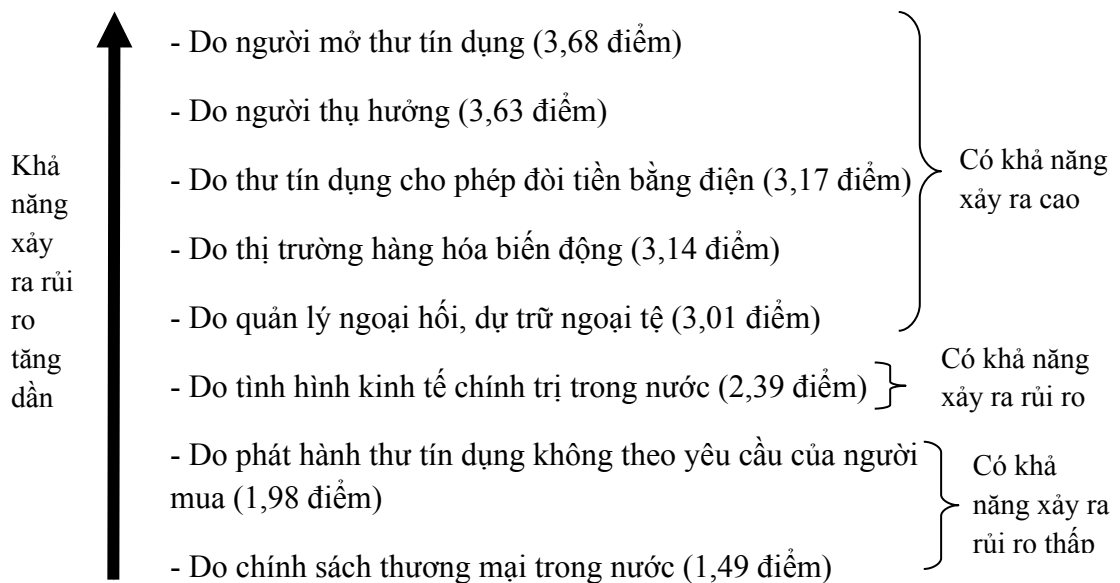 Khả
năng
xảy
ra rủi
ro
tăng
dần
- Do người mở thư tín dụng (3,68 điểm)
- Do người thụ hưởng (3,63 điểm)
- Do thư tín dụng cho phép đòi tiền bằng điện (3,17 điểm)
- Do thị trường hàng hóa biến động (3,14 điểm)
- Do quản lý ngoại hối, dự trữ ngoại tệ (3,01 điểm)
- Do tình hình kinh tế chính trị trong nước (2,39 điểm)
- Do phát hành thư tín dụng không theo yêu cầu của người
mua (1,98 điểm)
- Do chính sách thương mại trong nước (1,49 điểm)
Có khả năng
xảy ra cao
Có khả năng
xảy ra rủi ro
Có khả
năng xảy ra
rủi ro thấp